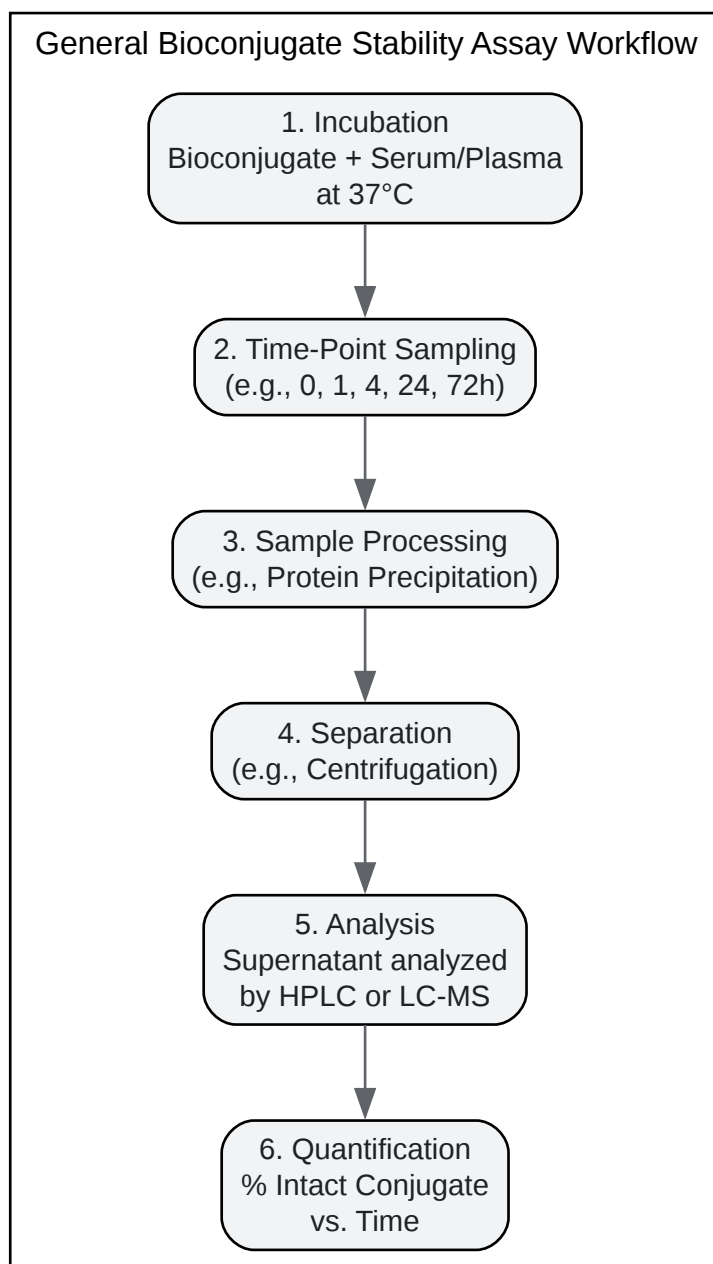 General Bioconjugate Stability Assay Workflow
1. Incubation
Bioconjugate + Serum/Plasma
at 37°C
2. Time-Point Sampling
(e.g., 0, 1, 4, 24, 72h)
3. Sample Processing
(e.g., Protein Precipitation)
4. Separation
(e.g., Centrifugation)
5. Analysis
Supernatant analyzed
by HPLC or LC-MS
6. Quantification
% Intact Conjugate
vs. Time